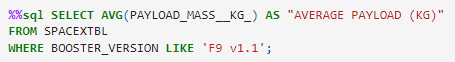 %%sql SELECT AVG(PAYLOAD_MASS__KG_) AS "AVERAGE PAYLOAD (KG)"
FROM SPACEXTBL
WHERE BOOSTER_VERSION LIKE 'F9 v1.1';